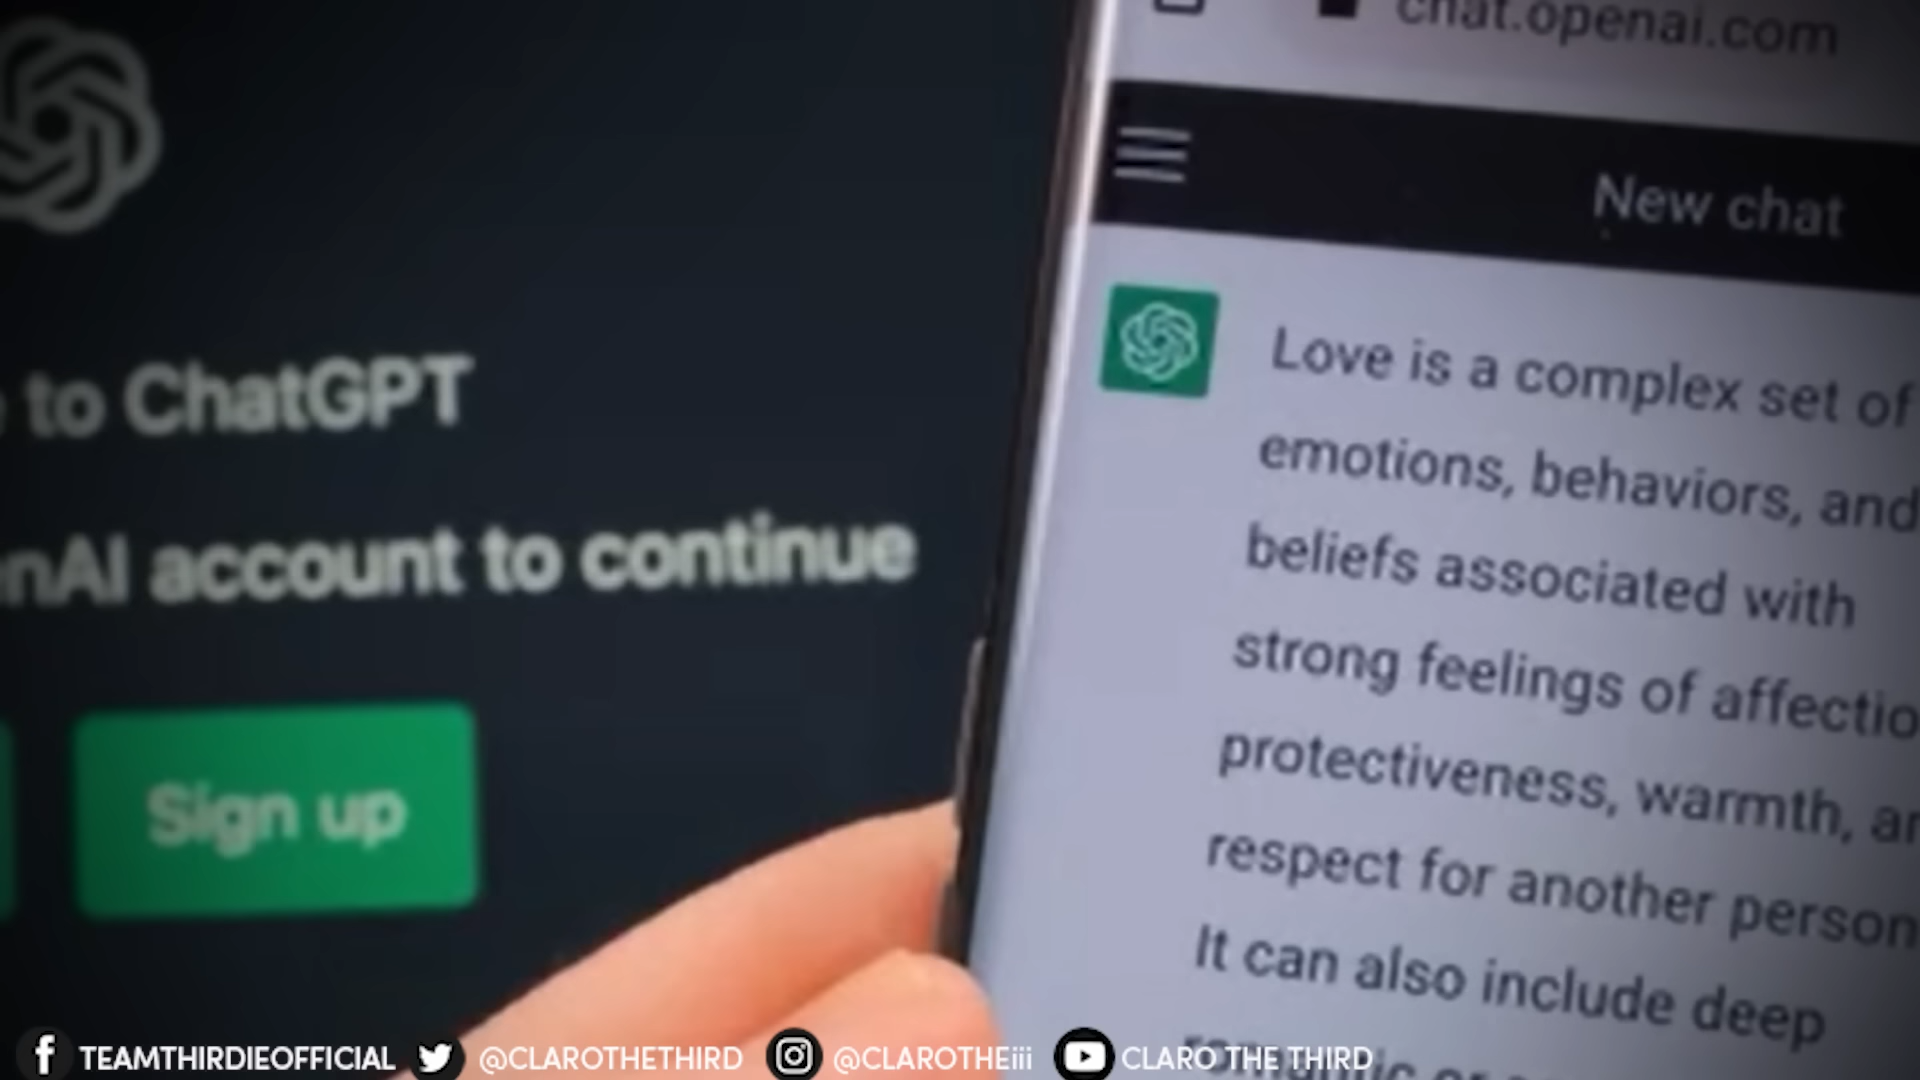 to ChatGPT
nAI account to continue
Sign up
chat.openai.com
New chat
Love is a complex set of
emotions, behaviors, and
beliefs associated with
strong feelings of affectio
protectiveness, warmth, an
respect for another person
It can also include deep
TEAMTHIRDIEOFFICIAL @CLAROTHETHIRD @CLAROTHEiii CLARO THE THIRD